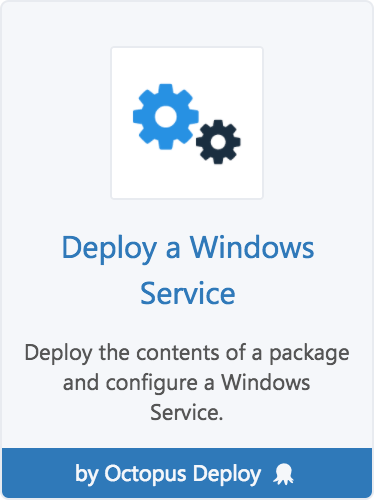 Deploy a Windows
Service
Deploy the contents of a package
and configure a Windows
Service.
by Octopus Deploy